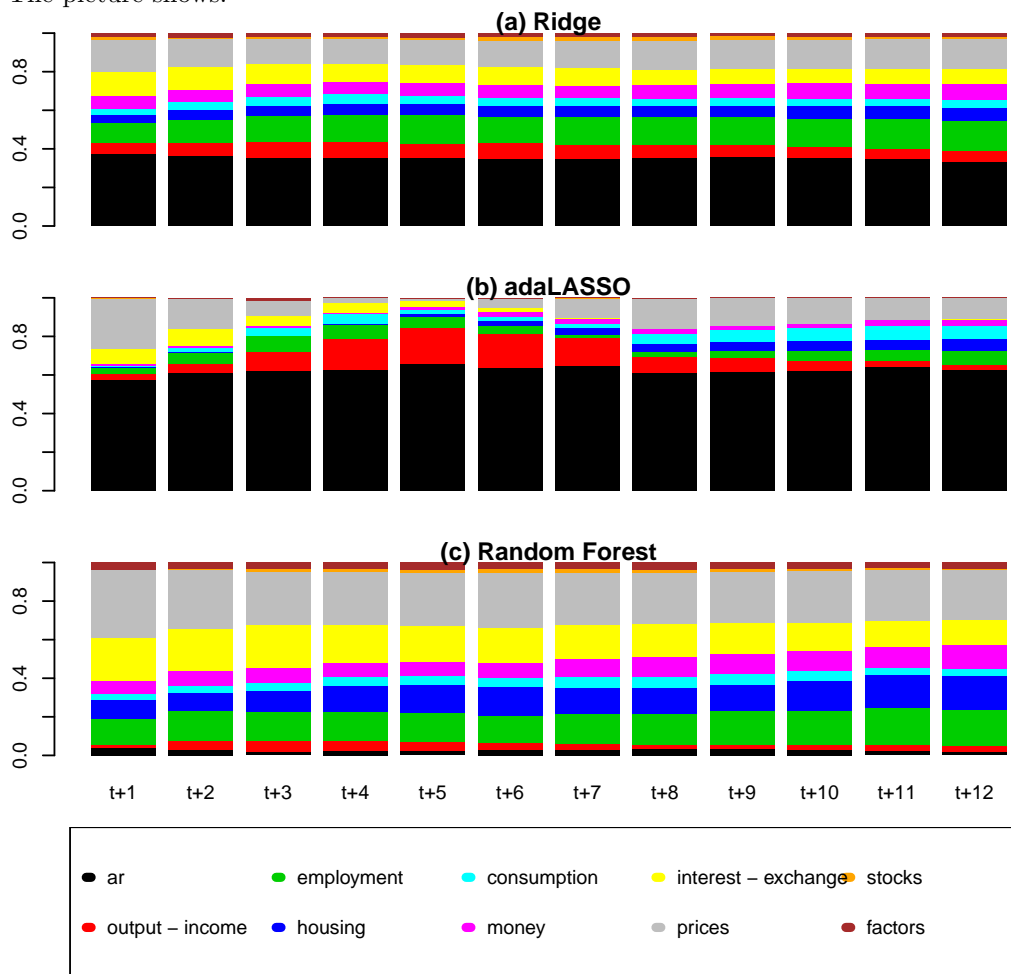 The picture shows:
(a) Ridge
0.0 0.4 0.8
(b) adaLASSO
0.0 0.4 0.8
(c) Random Forest
0.0 0.4 0.8
t+1 t+2 t+3 t+4 t+5 t+6 t+7 t+8 t+9 t+10 t+11 t+12
ar employment consumption interest − exchange stocks
output − income housing money prices factors